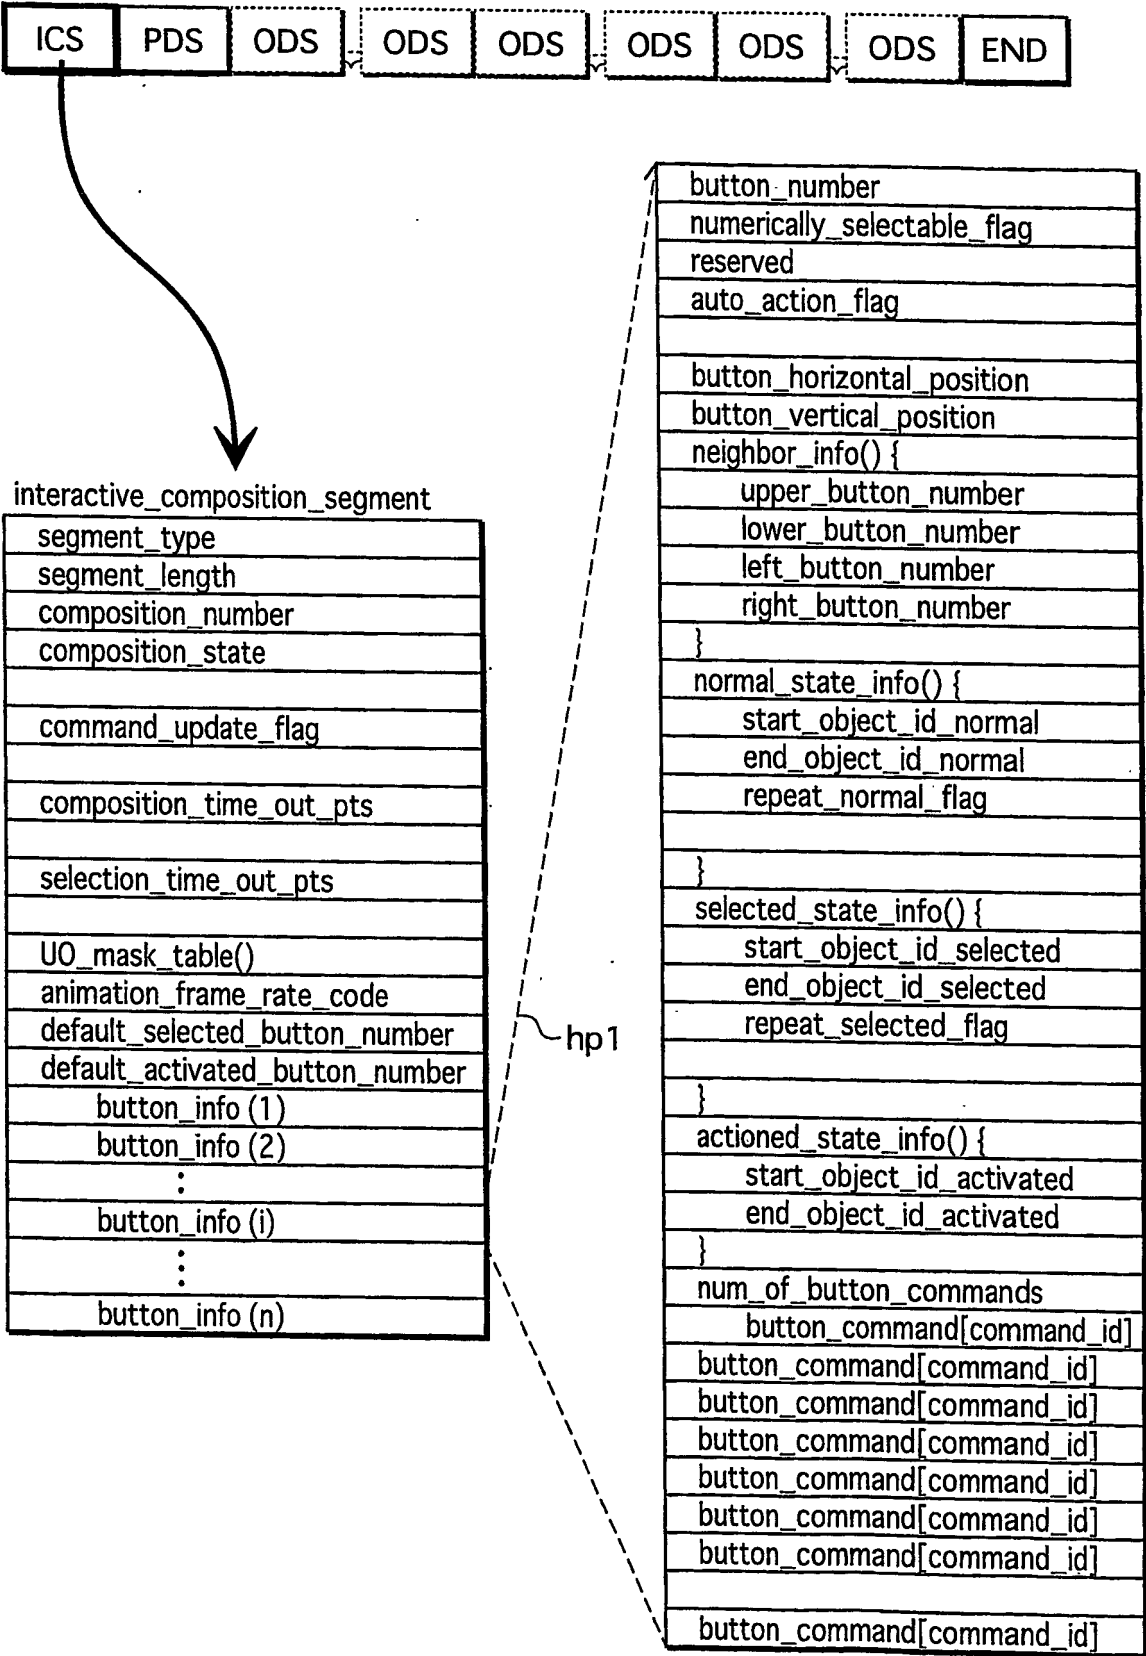 ICS PDS ODS ODS ODS ODS ODS ODS END
interactive_composition_segment
segment_type
segment_length
composition_number
composition_state
command_update_flag
composition_time_out_pts
selection_time_out_pts
UO_mask_table()
animation_frame_rate_code
default_selected_button_number
default_activated_button_number
button_info (1)
button_info (2)
⋮
button_info (i)
⋮
button_info (n)
hp1
button_number
numerically_selectable_flag
reserved
auto_action_flag
button_horizontal_position
button_vertical_position
neighbor_info() {
upper_button_number
lower_button_number
left_button_number
right_button_number
}
normal_state_info() {
start_object_id_normal
end_object_id_normal
repeat_normal_flag
}
selected_state_info() {
start_object_id_selected
end_object_id_selected
repeat_selected_flag
}
actioned_state_info() {
start_object_id_activated
end_object_id_activated
}
num_of_button_commands
button_command[command_id]
button_command[command_id]
button_command[command_id]
button_command[command_id]
button_command[command_id]
button_command[command_id]
button_command[command_id]
button_command[command_id]